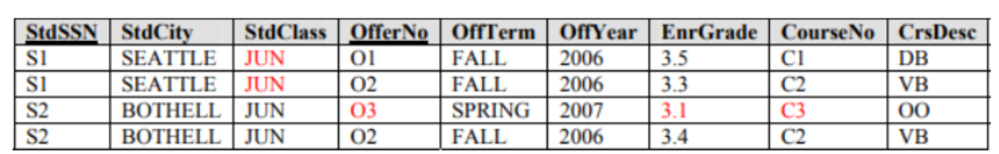 StdSSN StdCity StdClass OfferNo OffTerm OffYear EnrGrade CourseNo CrsDesc
S1 SEATTLE JUN O1 FALL 2006 3.5 C1 DB
S1 SEATTLE JUN O2 FALL 2006 3.3 C2 VB
S2 BOTHELL JUN O3 SPRING 2007 3.1 C3 OO
S2 BOTHELL JUN O2 FALL 2006 3.4 C2 VB